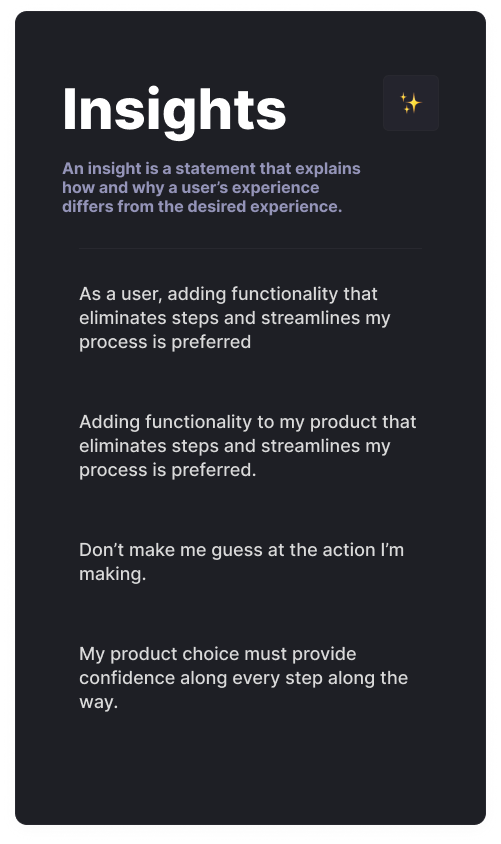 Insights
An insight is a statement that explains
how and why a user’s experience
differs from the desired experience.
As a user, adding functionality that
eliminates steps and streamlines my
process is preferred
Adding functionality to my product that
eliminates steps and streamlines my
process is preferred.
Don’t make me guess at the action I’m
making.
My product choice must provide
confidence along every step along the
way.